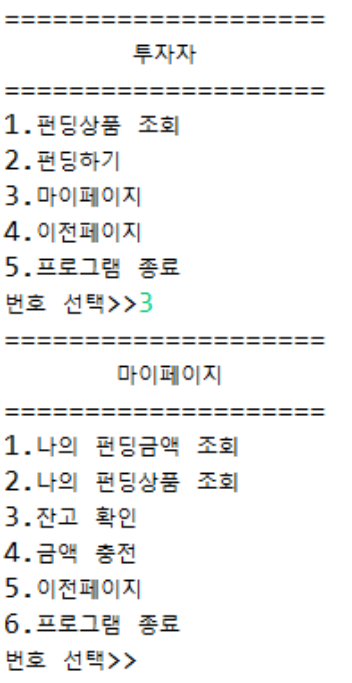 ====================
투자자
====================
1.펀딩상품 조회
2.펀딩하기
3.마이페이지
4.이전페이지
5.프로그램 종료
번호 선택>>3
====================
마이페이지
====================
1.나의 펀딩금액 조회
2.나의 펀딩상품 조회
3.잔고 확인
4.금액 충전
5.이전페이지
6.프로그램 종료
번호 선택>>